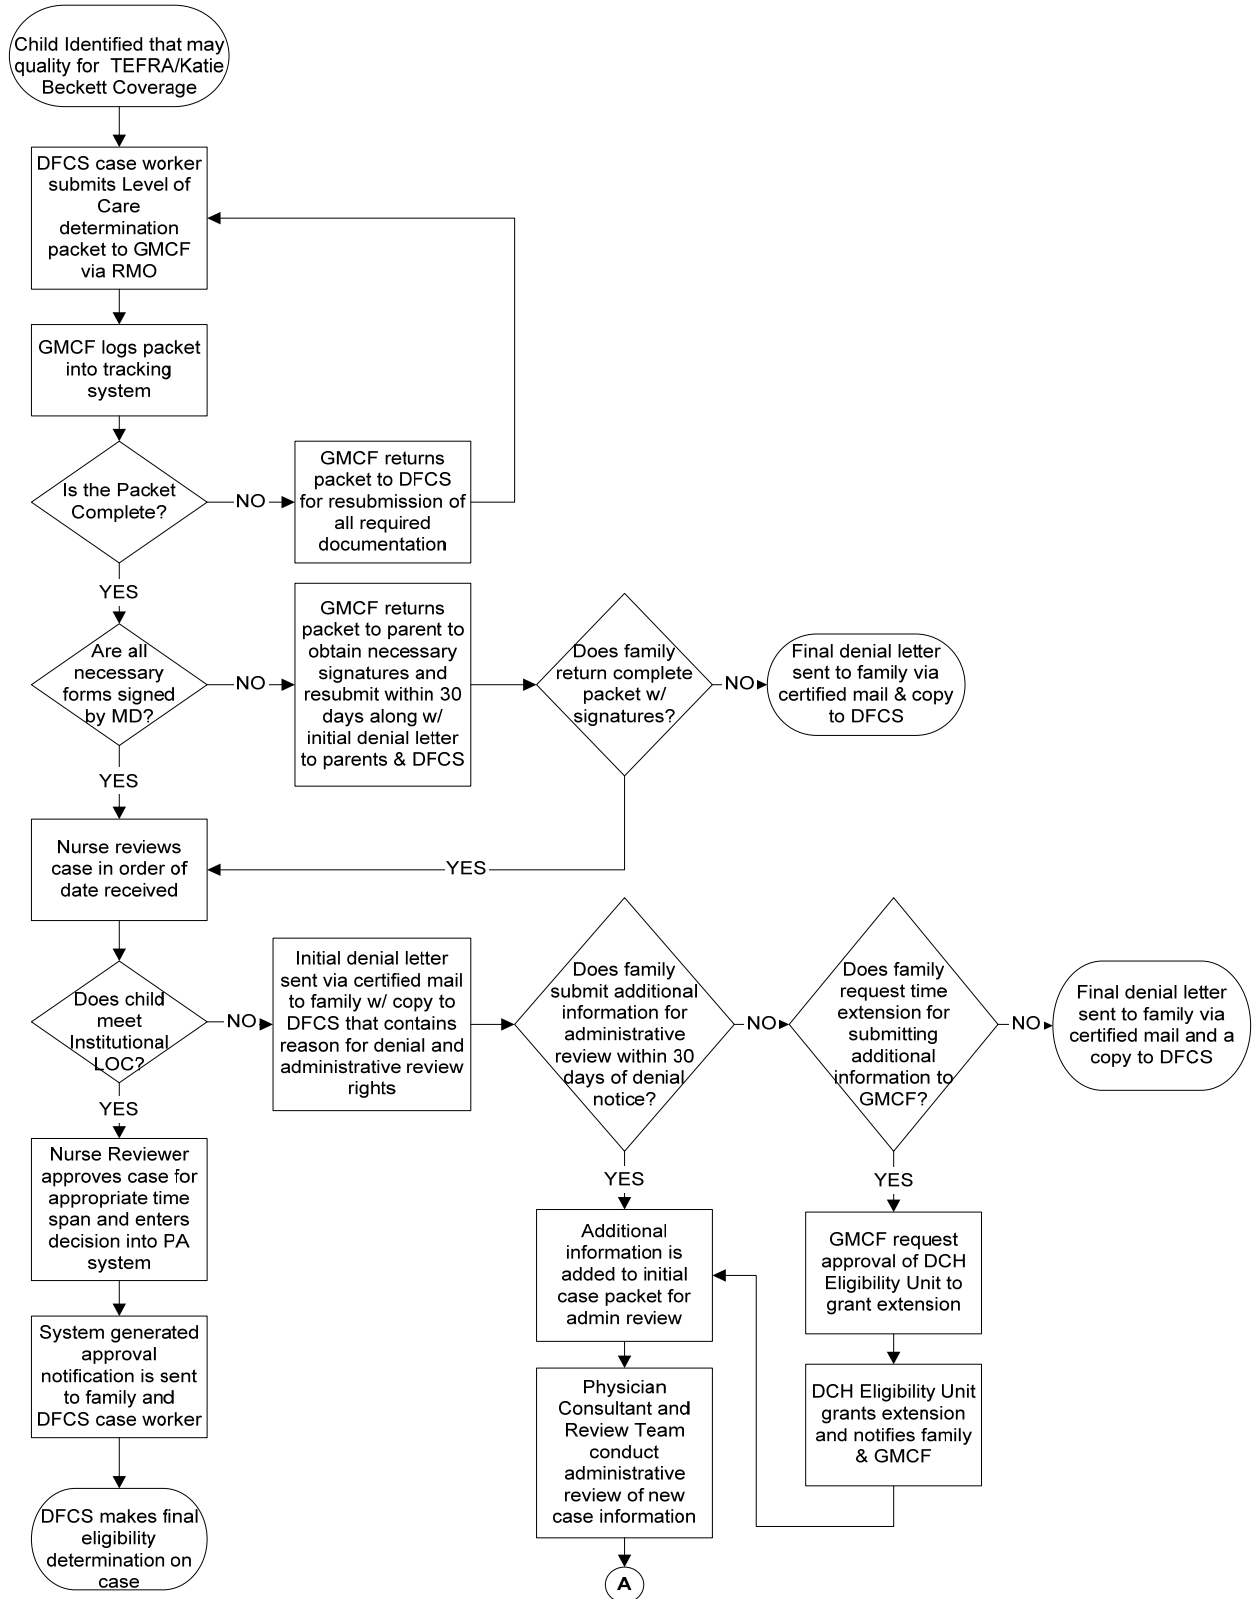 Child Identified that may
quality for TEFRA/Katie
Beckett Coverage
DFCS case worker
submits Level of
Care
determination
packet to GMCF
via RMO
GMCF logs packet
into tracking
system
Is the Packet
Complete?
NO
GMCF returns
packet to DFCS
for resubmission of
all required
documentation
YES
Are all
necessary
forms signed
by MD?
NO
GMCF returns
packet to parent to
obtain necessary
signatures and
resubmit within 30
days along w/
initial denial letter
to parents & DFCS
Does family
return complete
packet w/
signatures?
NO
Final denial letter
sent to family via
certified mail & copy
to DFCS
YES
YES
Nurse reviews
case in order of
date received
Does child
meet
Institutional
LOC?
NO
Initial denial letter
sent via certified mail
to family w/ copy to
DFCS that contains
reason for denial and
administrative review
rights
Does family
submit additional
information for
administrative
review within 30
days of denial
notice?
NO
Does family
request time
extension for
submitting
additional
information to
GMCF?
NO
Final denial letter
sent to family via
certified mail and a
copy to DFCS
YES
YES
YES
Nurse Reviewer
approves case for
appropriate time
span and enters
decision into PA
system
Additional
information is
added to initial
case packet for
admin review
GMCF request
approval of DCH
Eligibility Unit to
grant extension
System generated
approval
notification is sent
to family and
DFCS case worker
Physician
Consultant and
Review Team
conduct
administrative
review of new
case information
DCH Eligibility Unit
grants extension
and notifies family
& GMCF
DFCS makes final
eligibility
determination on
case
A